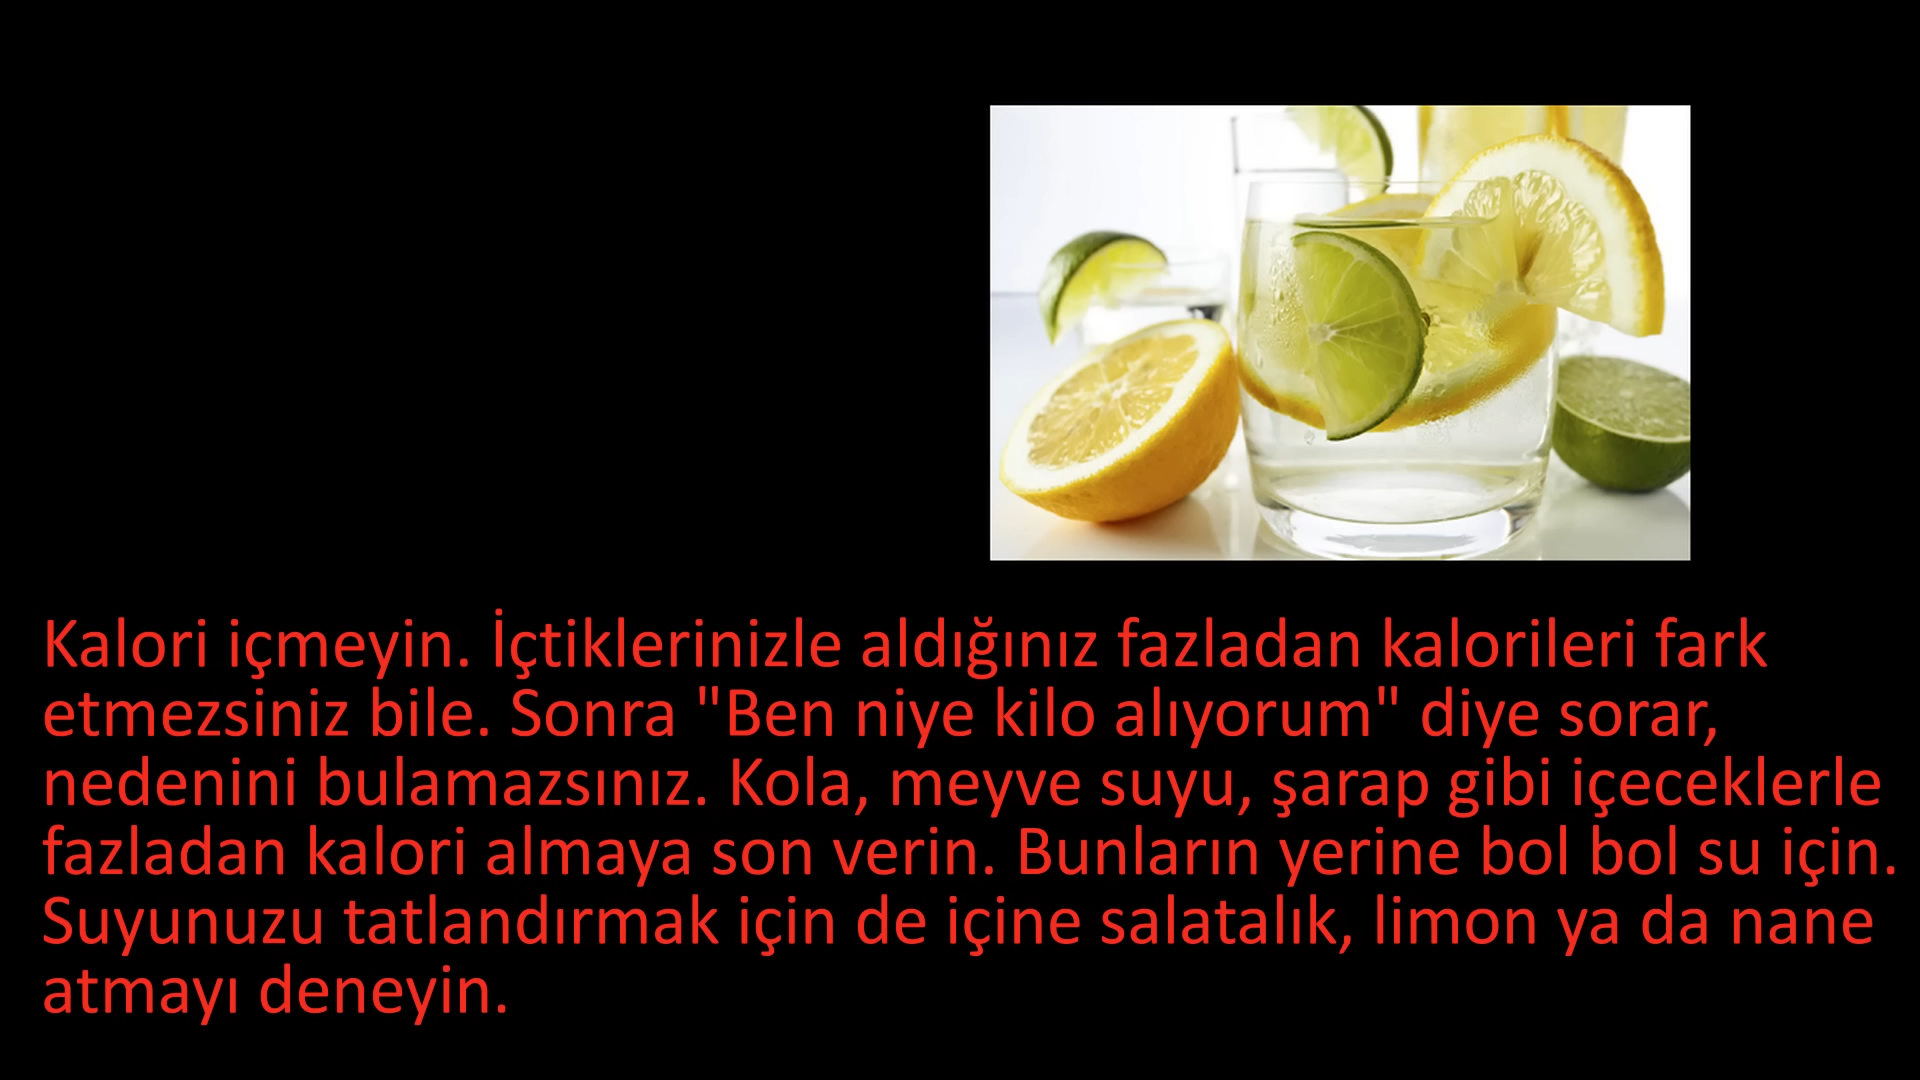 Kalori içmeyin. İçtiklerinizle aldığınız fazladan kalorileri fark
etmezsiniz bile. Sonra "Ben niye kilo alıyorum" diye sorar,
nedenini bulamazsınız. Kola, meyve suyu, şarap gibi içeceklerle
fazladan kalori almaya son verin. Bunların yerine bol bol su için.
Suyunuzu tatlandırmak için de içine salatalık, limon ya da nane
atmayı deneyin.